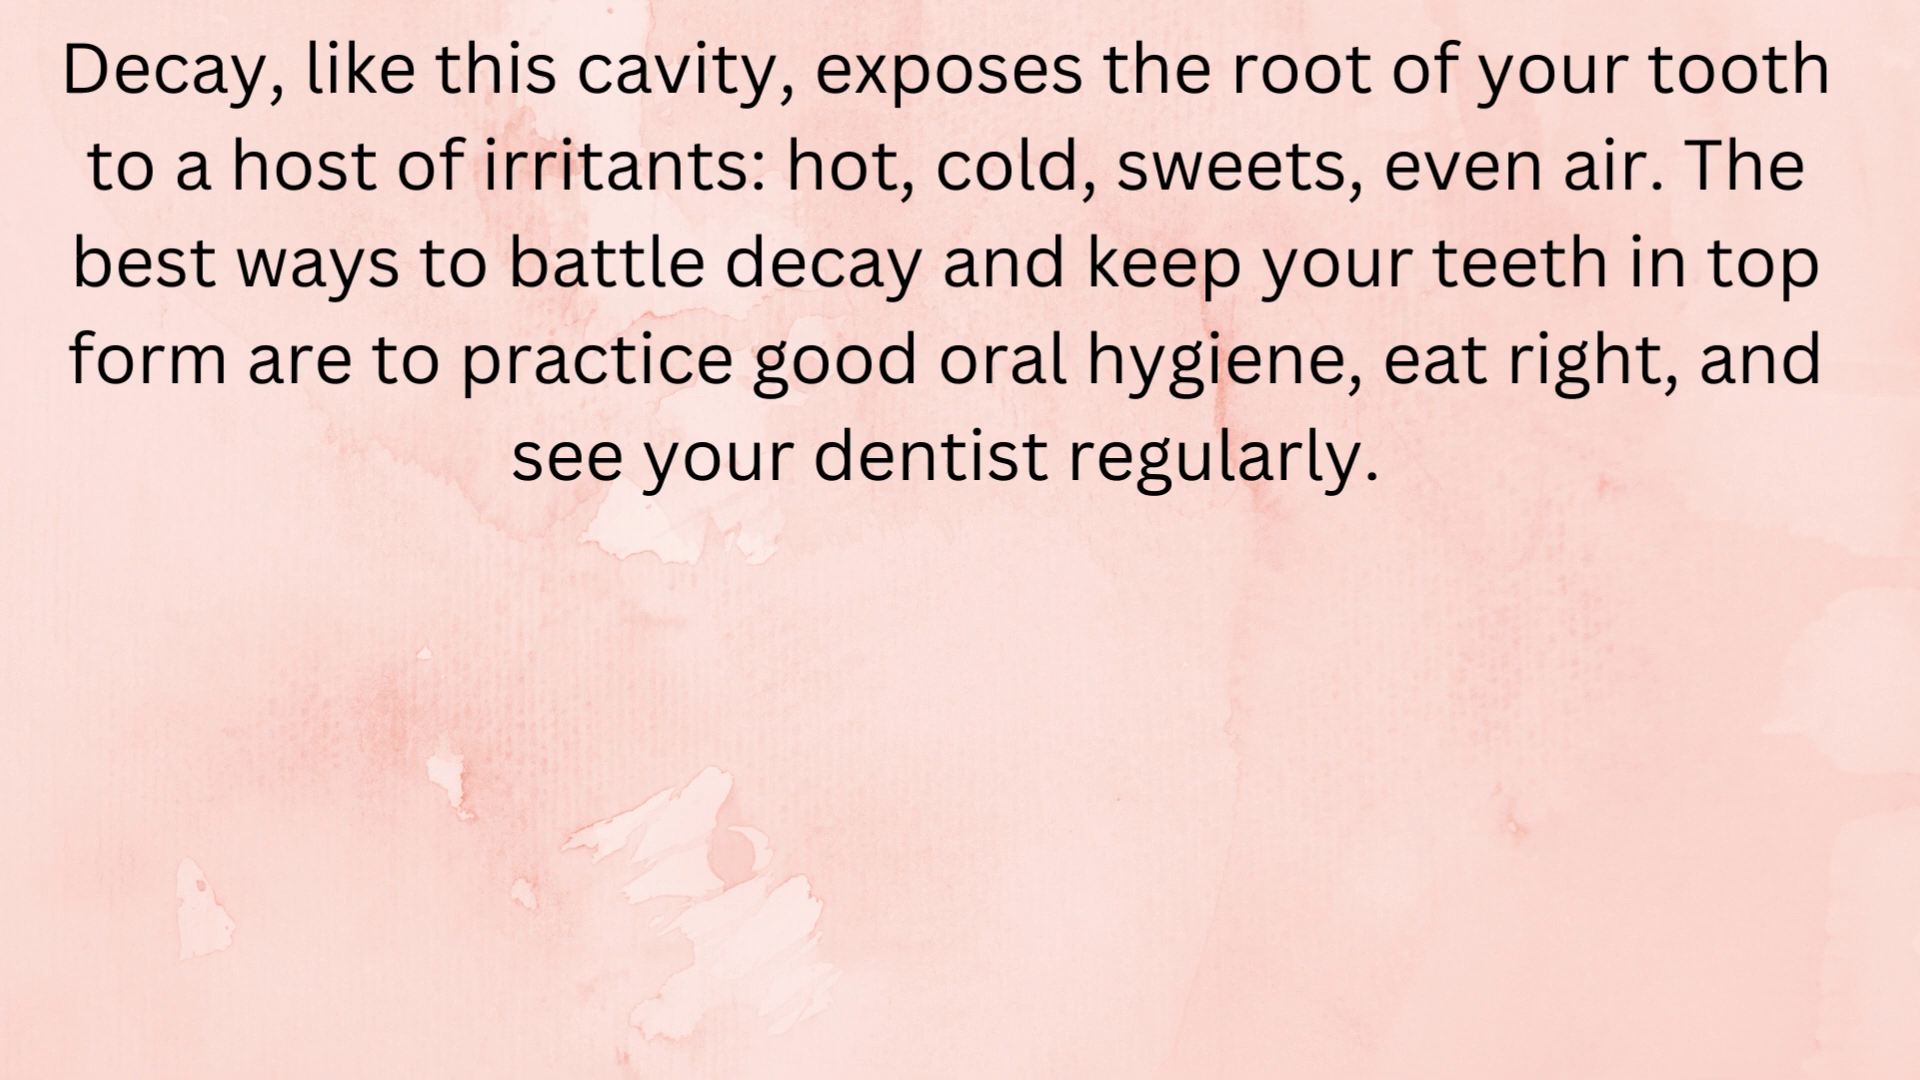 Decay, like this cavity, exposes the root of your tooth
to a host of irritants: hot, cold, sweets, even air. The
best ways to battle decay and keep your teeth in top
form are to practice good oral hygiene, eat right, and
see your dentist regularly.